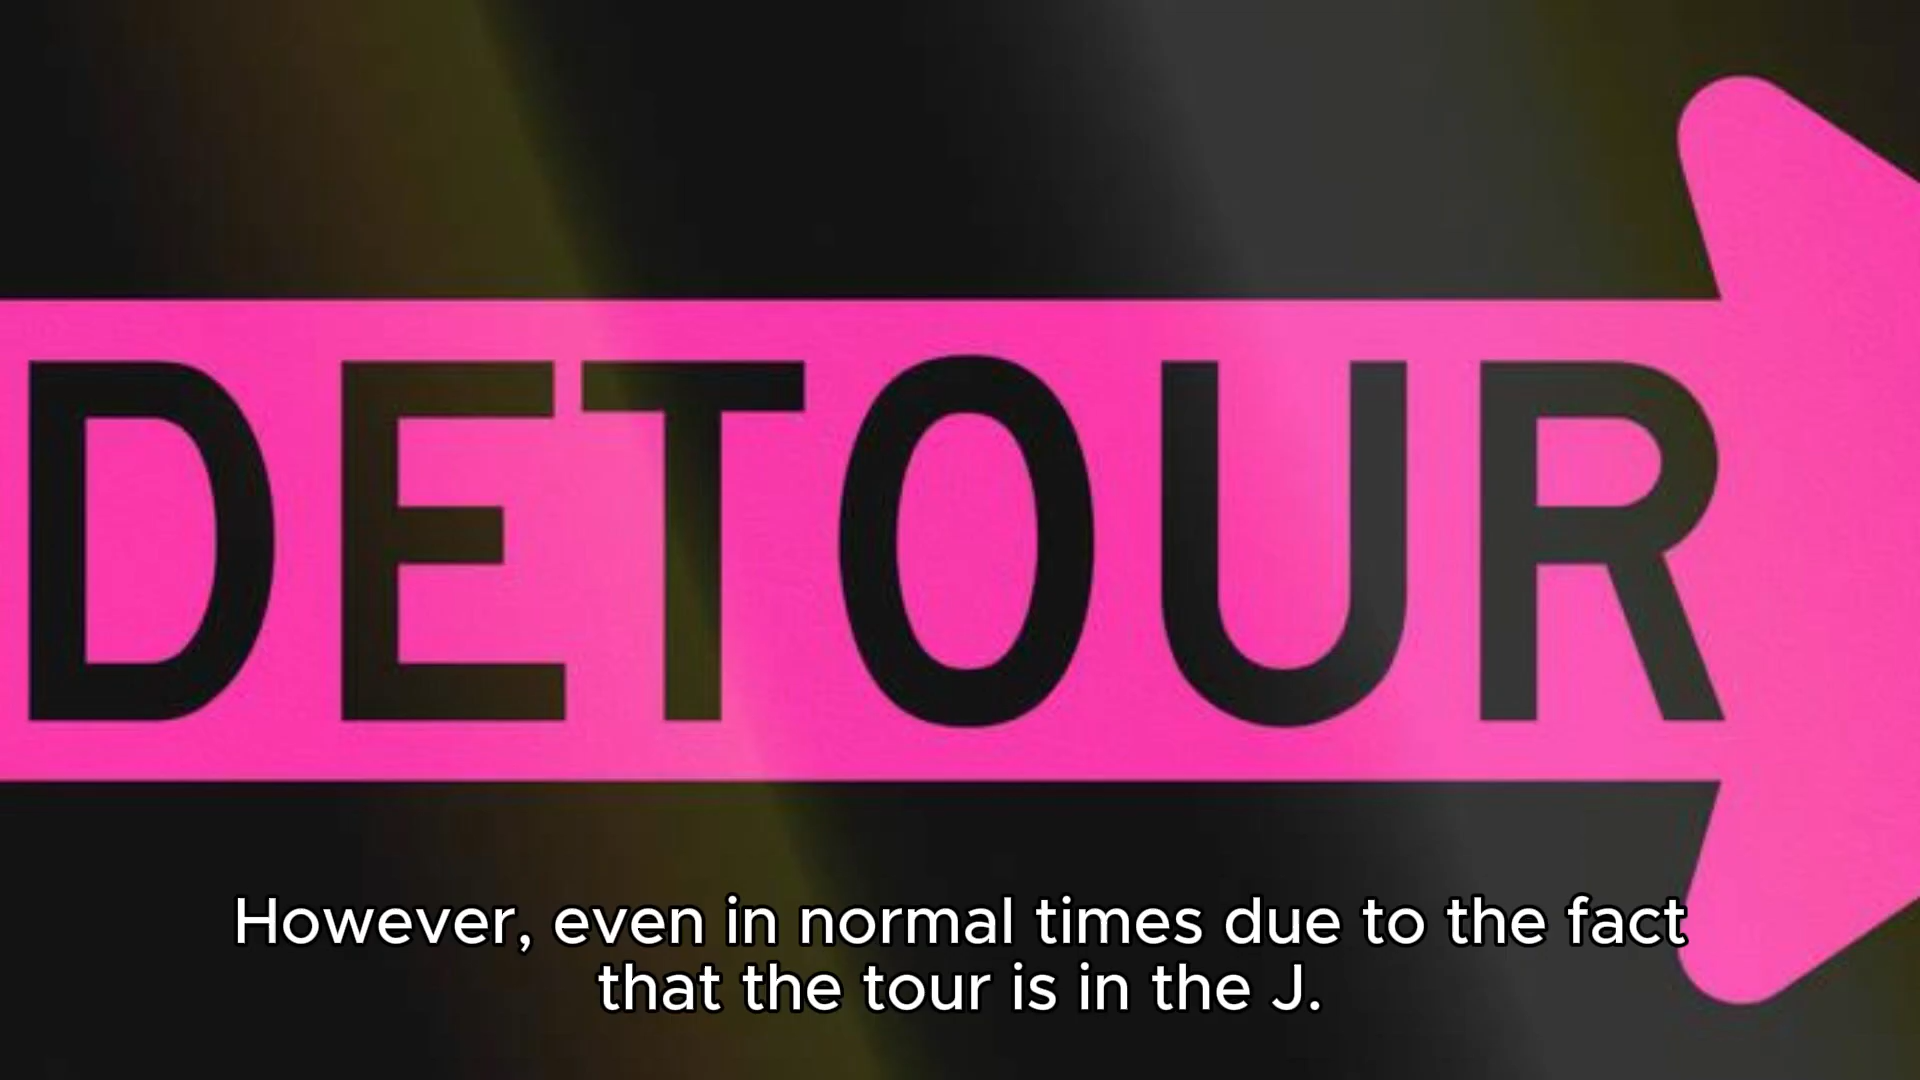 DETOUR
However, even in normal times due to the fact
that the tour is in the J.